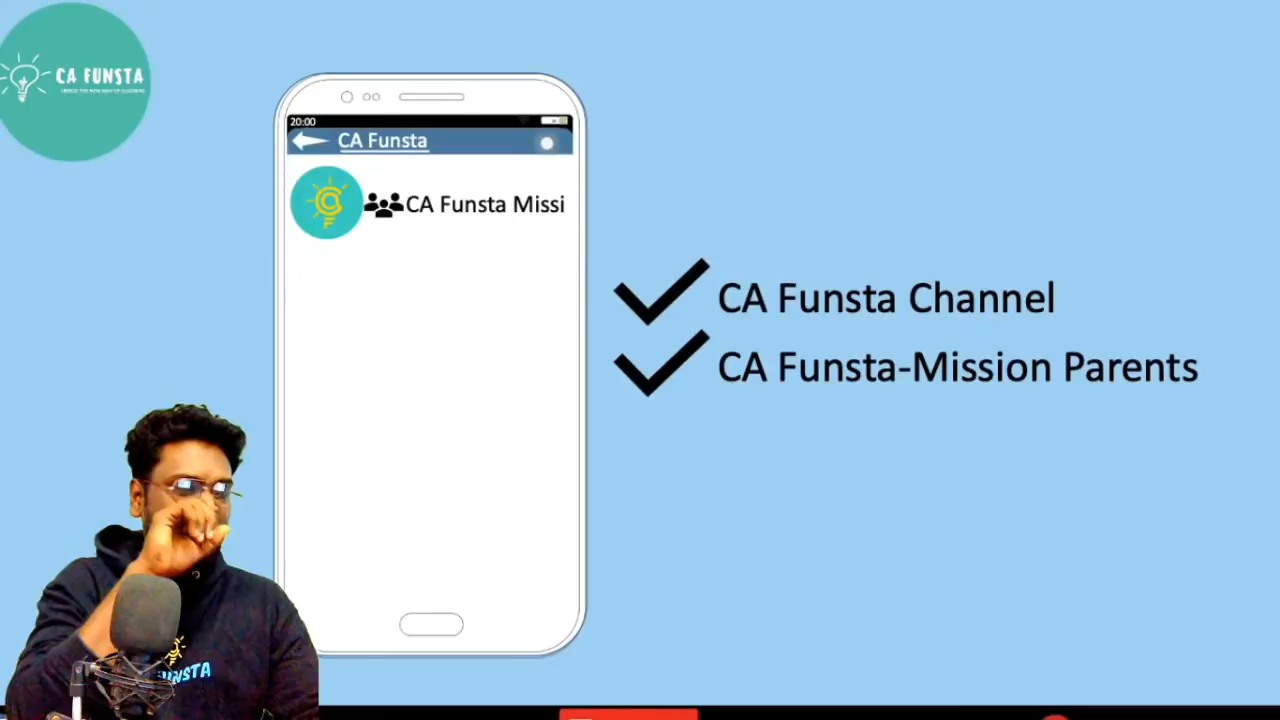 CA FUNSTA
20:00
CA Funsta
CA Funsta Missi
CA Funsta Channel
CA Funsta-Mission Parents
FUNSTA